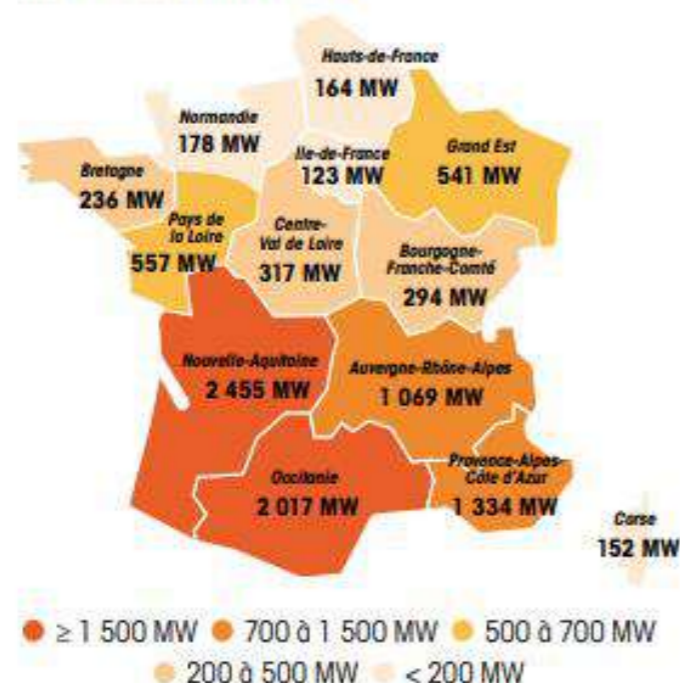 Hauts-de-France
164 MW
Normandie
178 MW
Ile-de-France
123 MW
Grand Est
541 MW
Bretagne
236 MW
Pays de
la Loire
557 MW
Centre-
Val de Loire
317 MW
Bourgogne-
Franche-Comté
294 MW
Nouvelle-Aquitaine
2 455 MW
Auvergne-Rhône-Alpes
1 069 MW
Occitanie
2 017 MW
Provence-Alpes-
Côte d'Azur
1 334 MW
Corse
152 MW
≥ 1 500 MW 700 à 1 500 MW 500 à 700 MW
200 à 500 MW < 200 MW